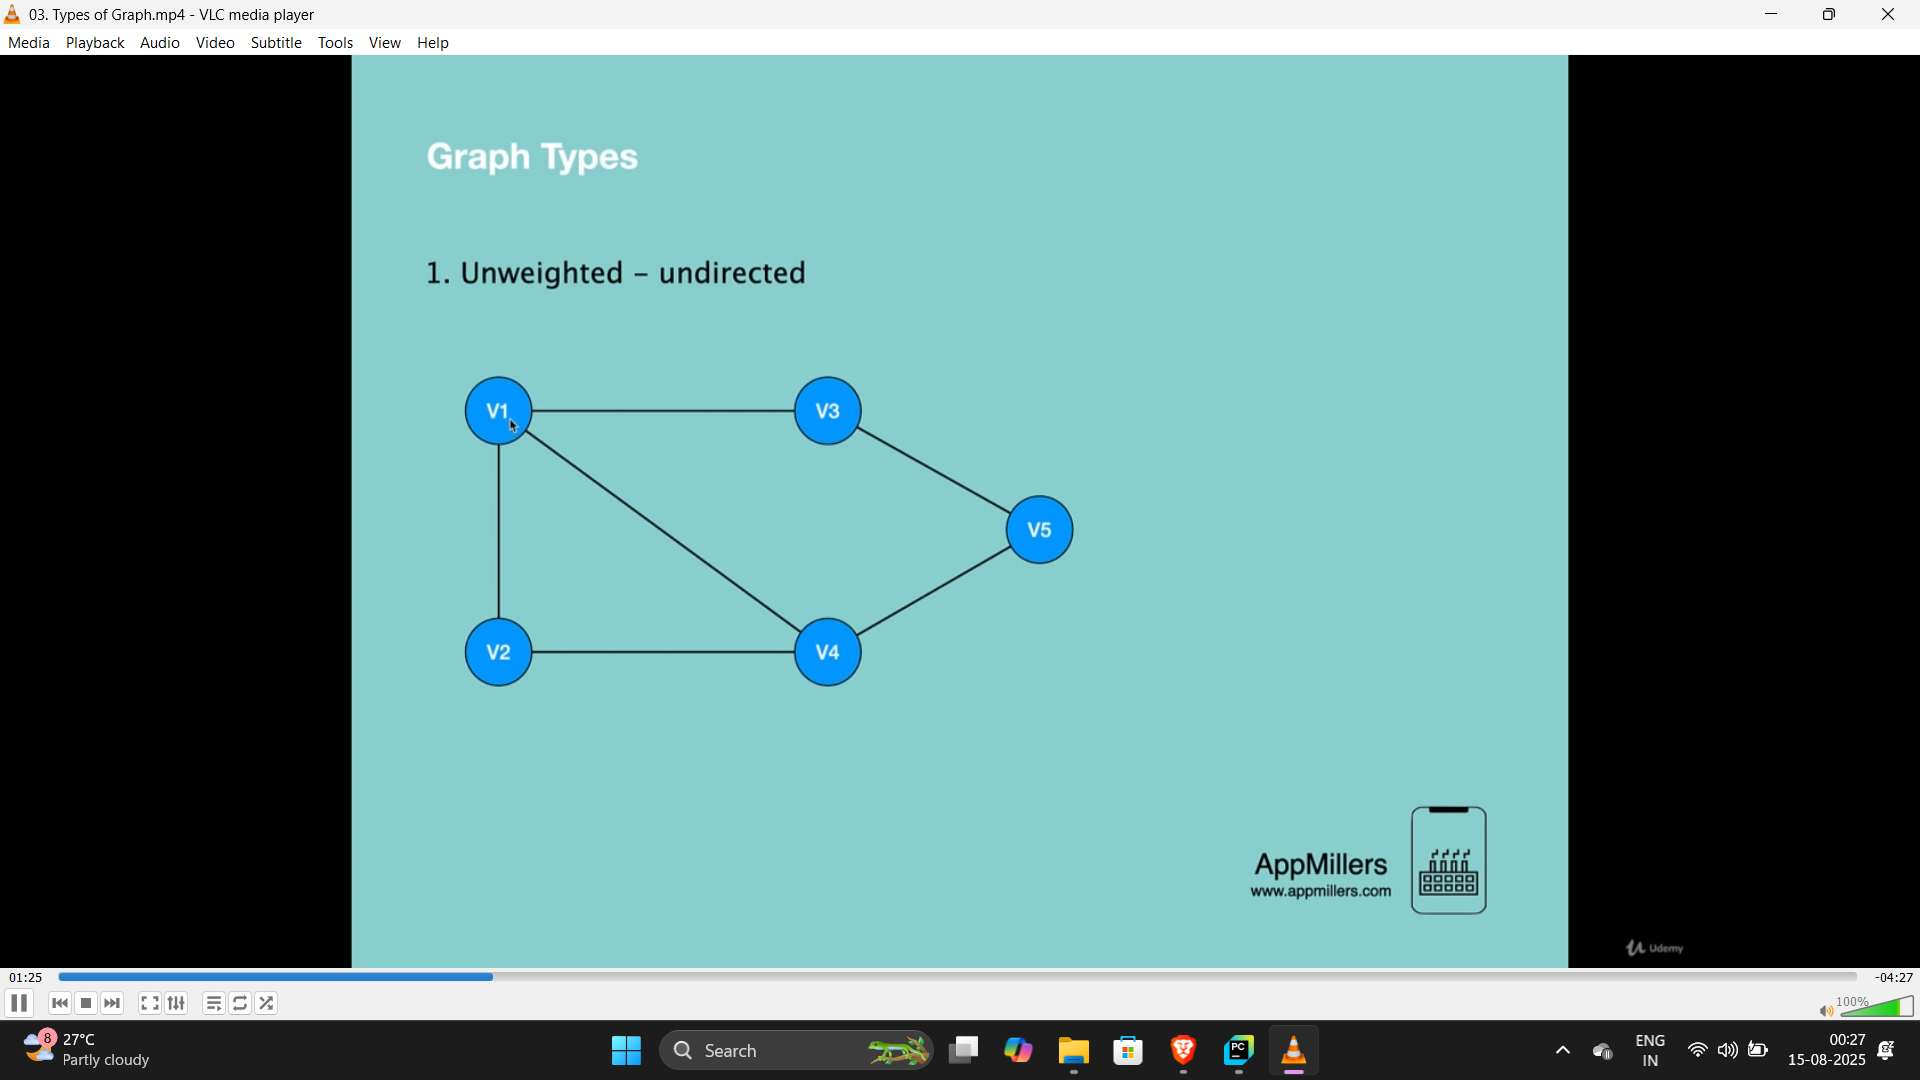 03. Types of Graph.mp4 - VLC media player
Media Playback Audio Video Subtitle Tools View Help
Graph Types
1. Unweighted – undirected
V1
V3
V5
V2
V4
AppMillers
www.appmillers.com
Udemy
01:25
-04:27
100%
8
27°C
Partly cloudy
Search
PC
ENG
IN
00:27
15-08-2025